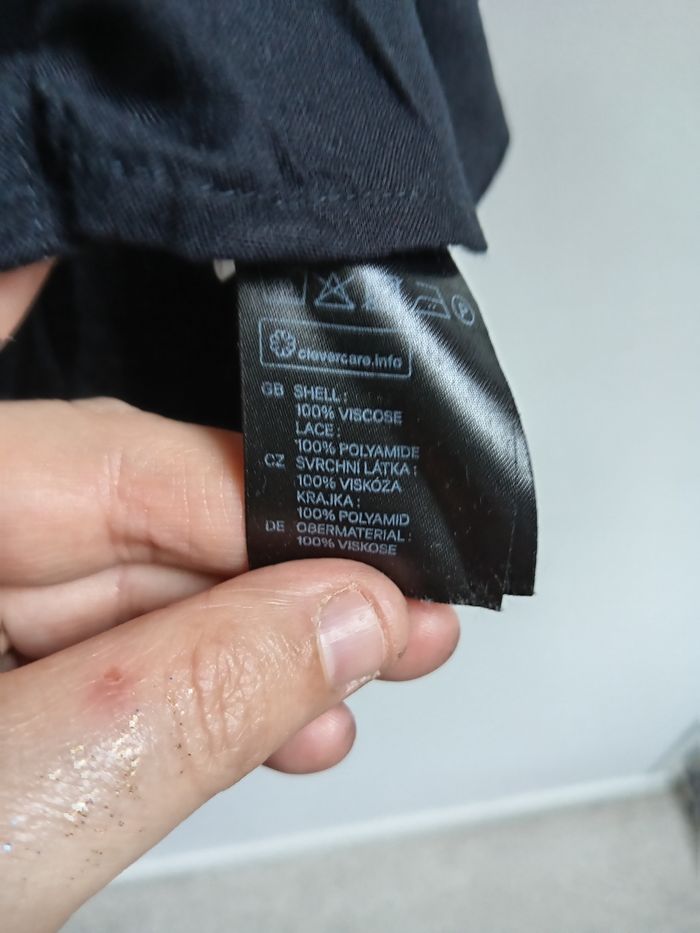 P
clevercare.info
GB SHELL:
100% VISCOSE
LACE:
100% POLYAMIDE
CZ SVRCHNÍ LÁTKA:
100% VISKÓZA
KRAJKA:
100% POLYAMID
DE OBERMATERIAL:
100% VISKOSE